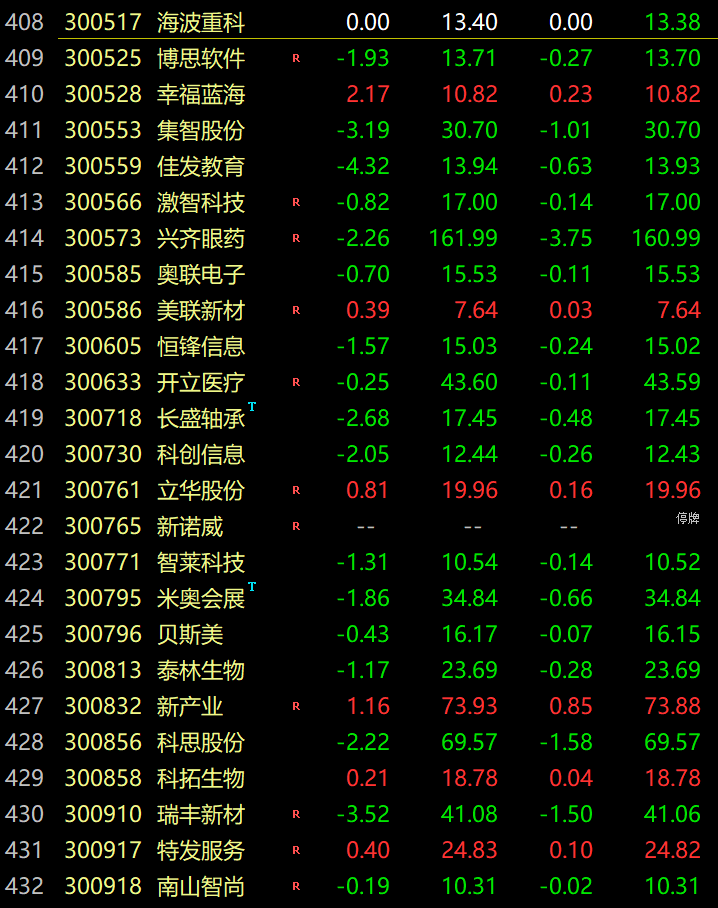 408 300517 海波重科 0.00 13.40 0.00 13.38
409 300525 博思软件 R -1.93 13.71 -0.27 13.70
410 300528 幸福蓝海 2.17 10.82 0.23 10.82
411 300553 集智股份 -3.19 30.70 -1.01 30.70
412 300559 佳发教育 -4.32 13.94 -0.63 13.93
413 300566 激智科技 R -0.82 17.00 -0.14 17.00
414 300573 兴齐眼药 R -2.26 161.99 -3.75 160.99
415 300585 奥联电子 -0.70 15.53 -0.11 15.53
416 300586 美联新材 R 0.39 7.64 0.03 7.64
417 300605 恒锋信息 -1.57 15.03 -0.24 15.02
418 300633 开立医疗 R -0.25 43.60 -0.11 43.59
419 300718 长盛轴承 T -2.68 17.45 -0.48 17.45
420 300730 科创信息 -2.05 12.44 -0.26 12.43
421 300761 立华股份 R 0.81 19.96 0.16 19.96
422 300765 新诺威 R -- -- -- 停牌
423 300771 智莱科技 -1.31 10.54 -0.14 10.52
424 300795 米奥会展 T -1.86 34.84 -0.66 34.84
425 300796 贝斯美 -0.43 16.17 -0.07 16.15
426 300813 泰林生物 -1.17 23.69 -0.28 23.69
427 300832 新产业 R 1.16 73.93 0.85 73.88
428 300856 科思股份 -2.22 69.57 -1.58 69.57
429 300858 科拓生物 0.21 18.78 0.04 18.78
430 300910 瑞丰新材 R -3.52 41.08 -1.50 41.06
431 300917 特发服务 R 0.40 24.83 0.10 24.82
432 300918 南山智尚 R -0.19 10.31 -0.02 10.31